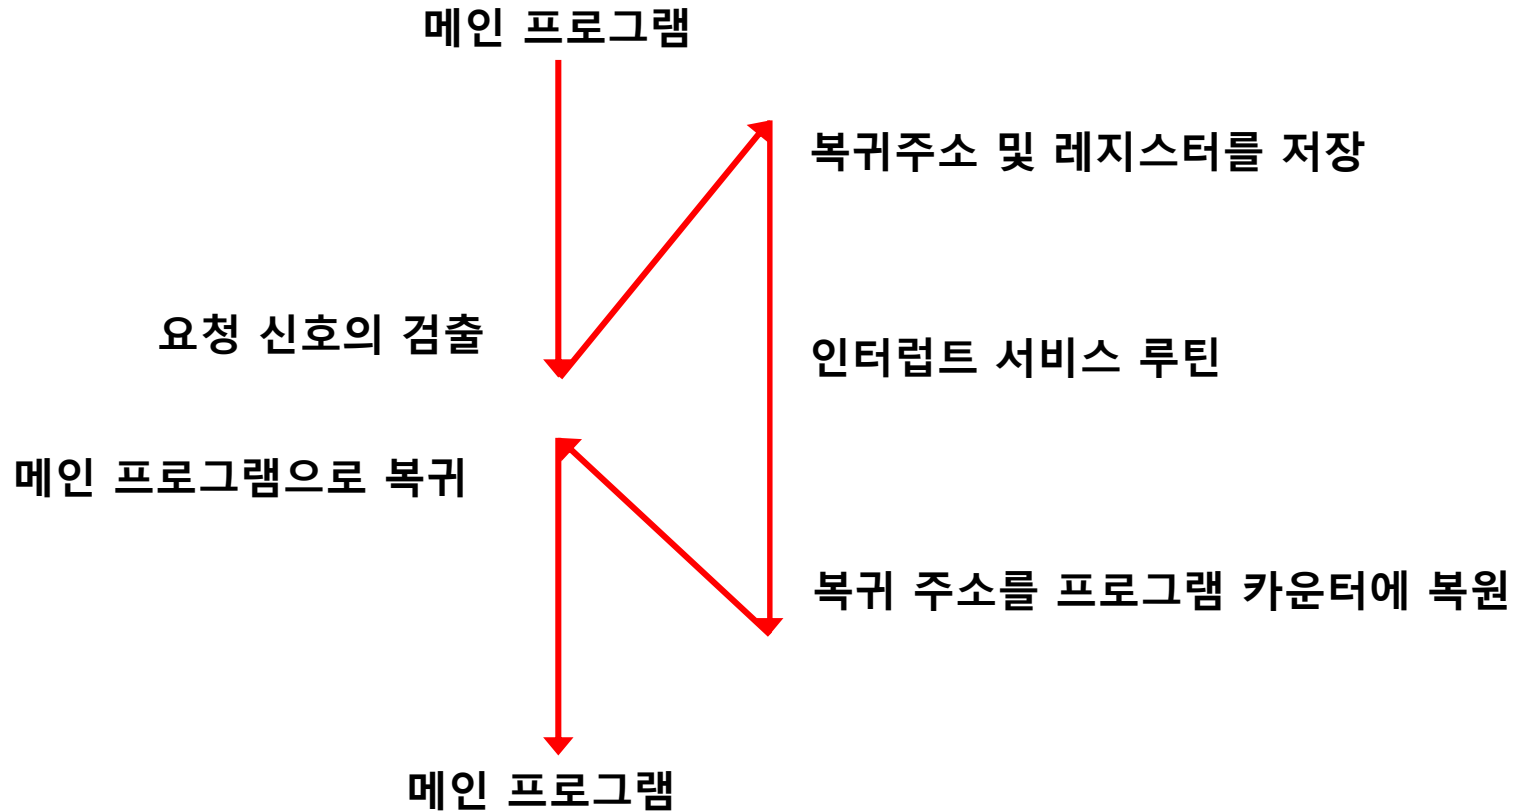 메인 프로그램
복귀주소 및 레지스터를 저장
요청 신호의 검출
인터럽트 서비스 루틴
메인 프로그램으로 복귀
복귀 주소를 프로그램 카운터에 복원
메인 프로그램